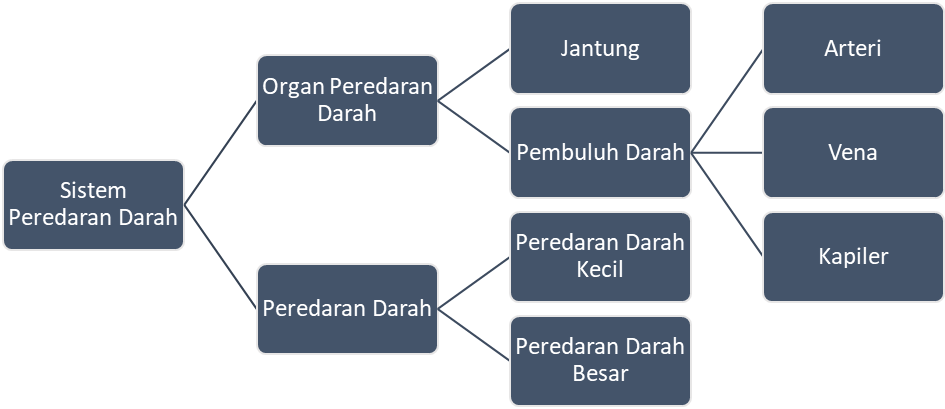 Sistem
Peredaran Darah
Organ Peredaran
Darah
Jantung
Pembuluh Darah
Arteri
Vena
Kapiler
Peredaran Darah
Peredaran Darah
Kecil
Peredaran Darah
Besar